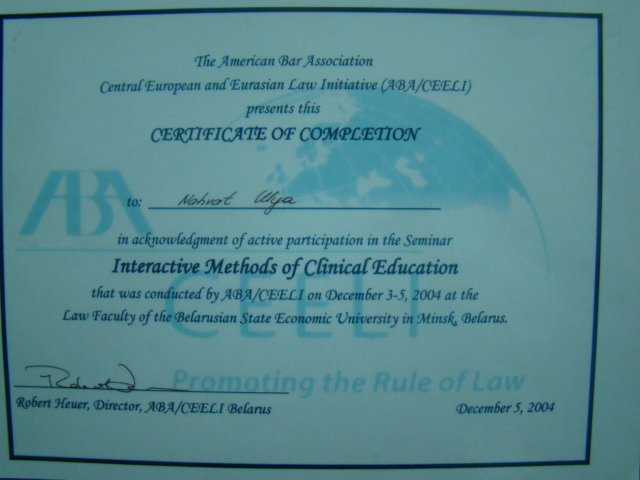 The American Bar Association
Central European and Eurasian Law Initiative (ABA/CEELI)
presents this
CERTIFICATE OF COMPLETION
ABA
to: Nahvat
in acknowledgment of active participation in the Seminar
Interactive Methods of Clinical Education
that was conducted by ABA/CEELI on December 3-5, 2004 at the
CEELI
Law Faculty of the Belarusian State Economic University in Minsk, Belarus.
Promoting the Rule of Law
Robert Heuer, Director, ABA/CEELI Belarus
December 5, 2004